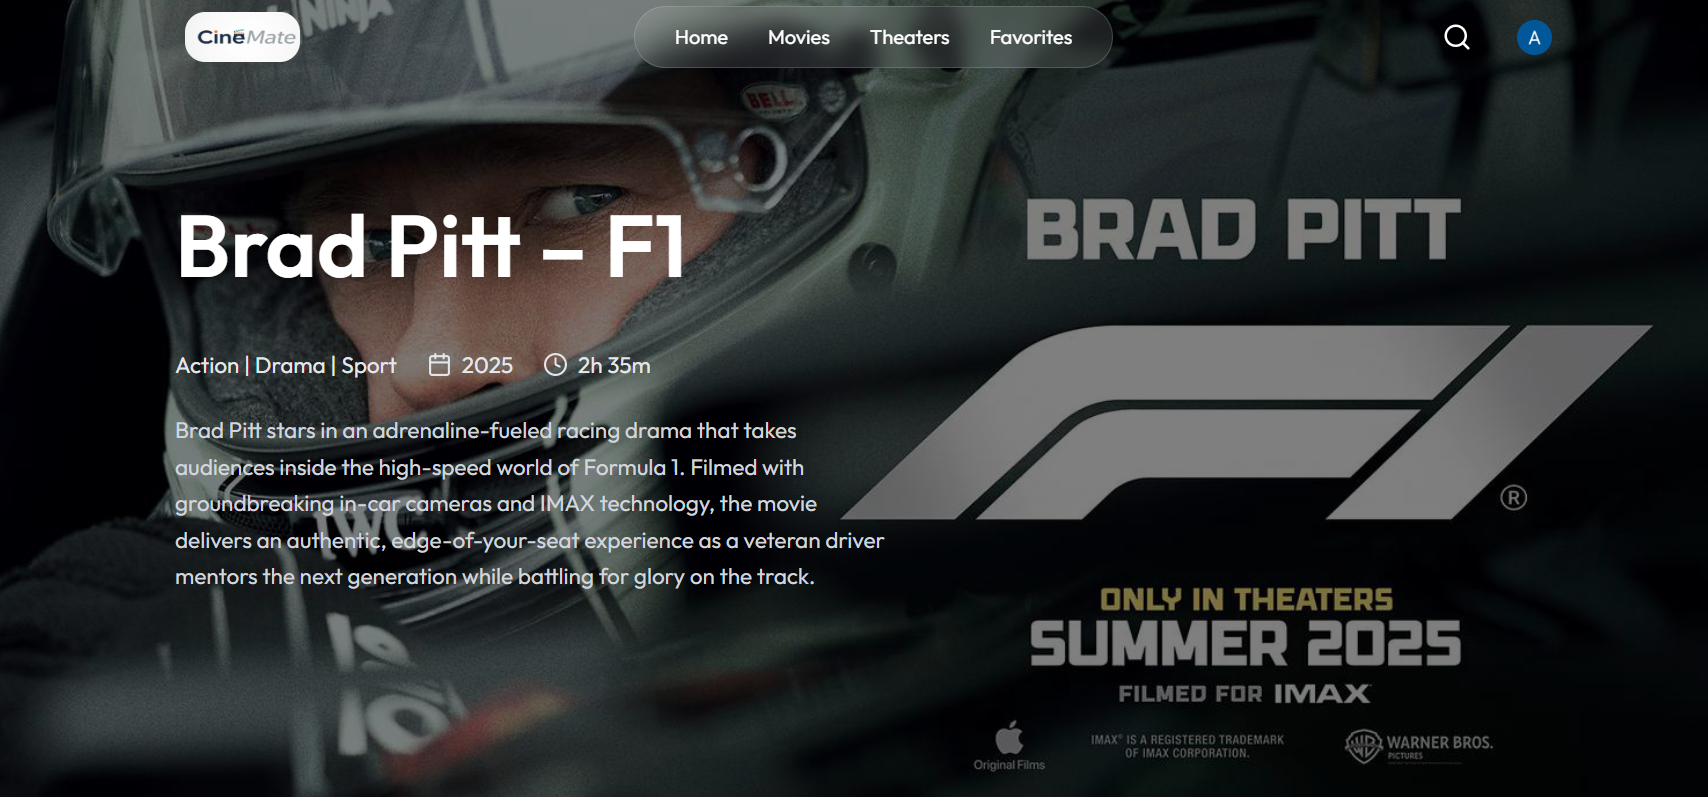 NINJA
CineMate
Home
Movies
Theaters
Favorites
A
BELL
Brad Pitt – F1
BRAD PITT
Action | Drama | Sport
2025
2h 35m
Brad Pitt stars in an adrenaline-fueled racing drama that takes
audiences inside the high-speed world of Formula 1. Filmed with
groundbreaking in-car cameras and IMAX technology, the movie
delivers an authentic, edge-of-your-seat experience as a veteran driver
mentors the next generation while battling for glory on the track.
F1
®
ONLY IN THEATERS
SUMMER 2025
FILMED FOR IMAX
Original Films
IMAX® IS A REGISTERED TRADEMARK
OF IMAX CORPORATION.
WB
WARNER BROS.
PICTURES